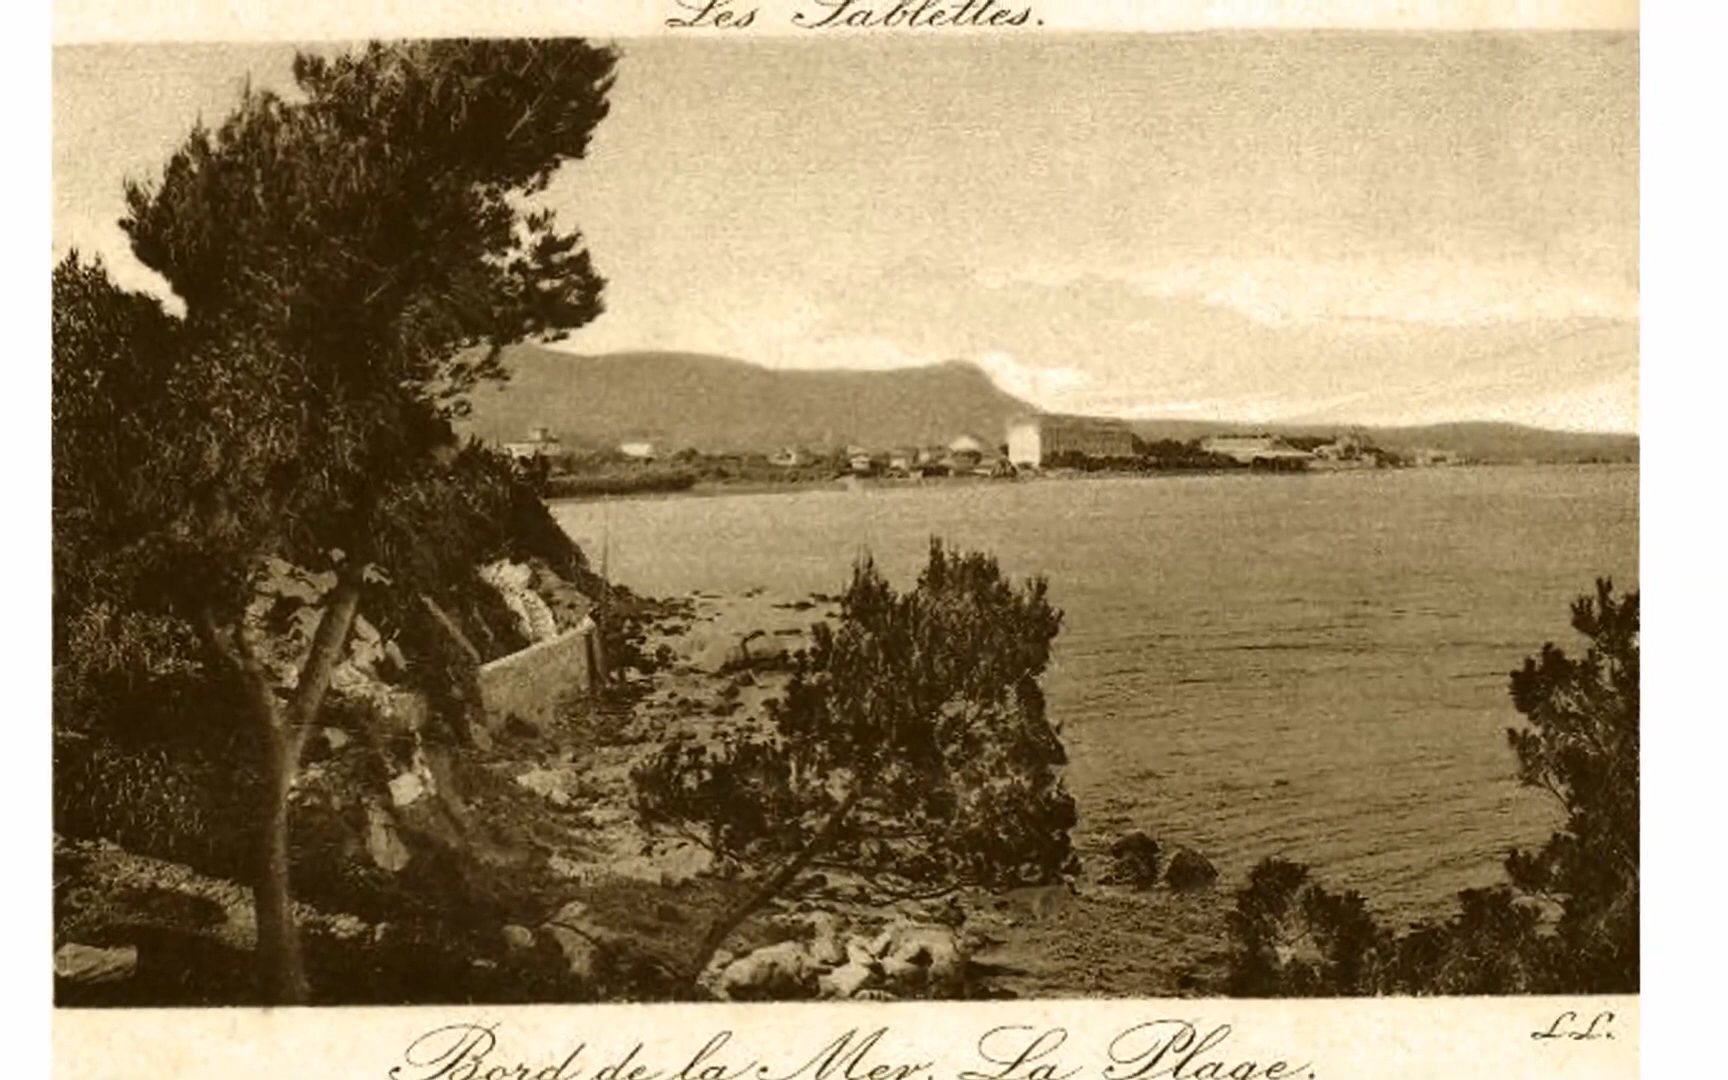 Les Sablettes.
L.L.
Bord de la Mer. La Plage.